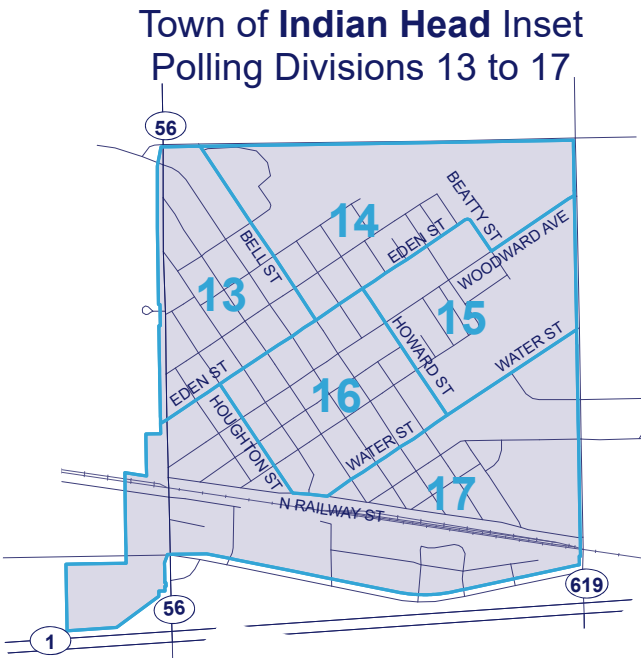 Town of Indian Head Inset
Polling Divisions 13 to 17
56
BEATTY ST
14
EDEN ST
WOODWARD AVE
BELL ST
13
15
HOWARD ST
WATER ST
EDEN ST
16
HOUGHTON ST
WATER ST
17
N RAILWAY ST
619
56
1